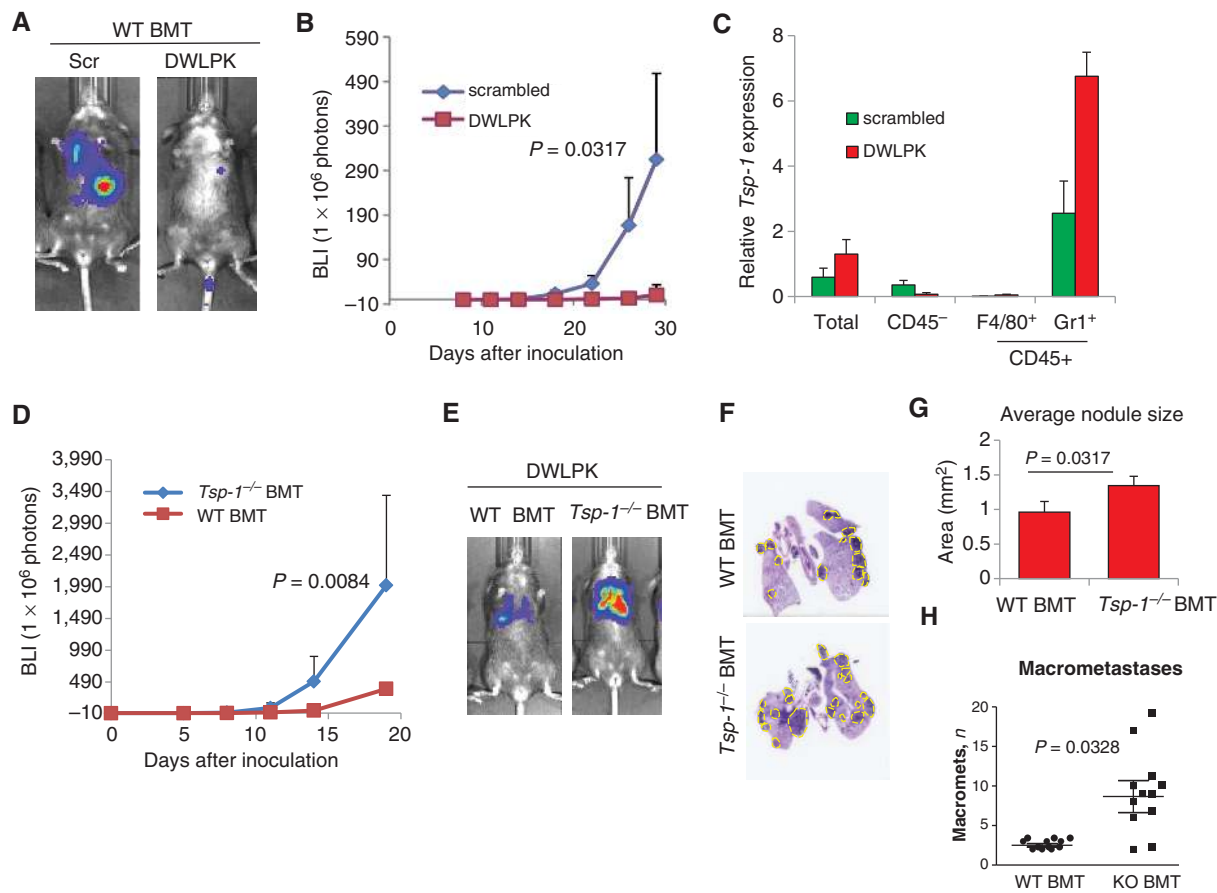 A
WT BMT
Scr DWLPK
B
590
490
390
290
190
90
–10
BLI (1 × 10⁶ photons)
scrambled
DWLPK
P = 0.0317
0 10 20 30
Days after inoculation
C
8
6
4
2
0
Relative Tsp-1 expression
scrambled
DWLPK
Total CD45⁻ F4/80⁺ Gr1⁺
CD45+
D
3,990
3,490
2,990
2,490
1,990
1,490
990
490
–10
BLI (1 × 10⁶ photons)
Tsp-1⁻/⁻ BMT
WT BMT
P = 0.0084
0 5 10 15 20
Days after inoculation
E
DWLPK
WT BMT Tsp-1⁻/⁻ BMT
F
WT BMT
Tsp-1⁻/⁻ BMT
G
Average nodule size
2
1.5
1
0.5
0
Area (mm²)
P = 0.0317
WT BMT Tsp-1⁻/⁻ BMT
H
Macrometastases
20
15
10
5
0
Macromets, n
P = 0.0328
WT BMT KO BMT